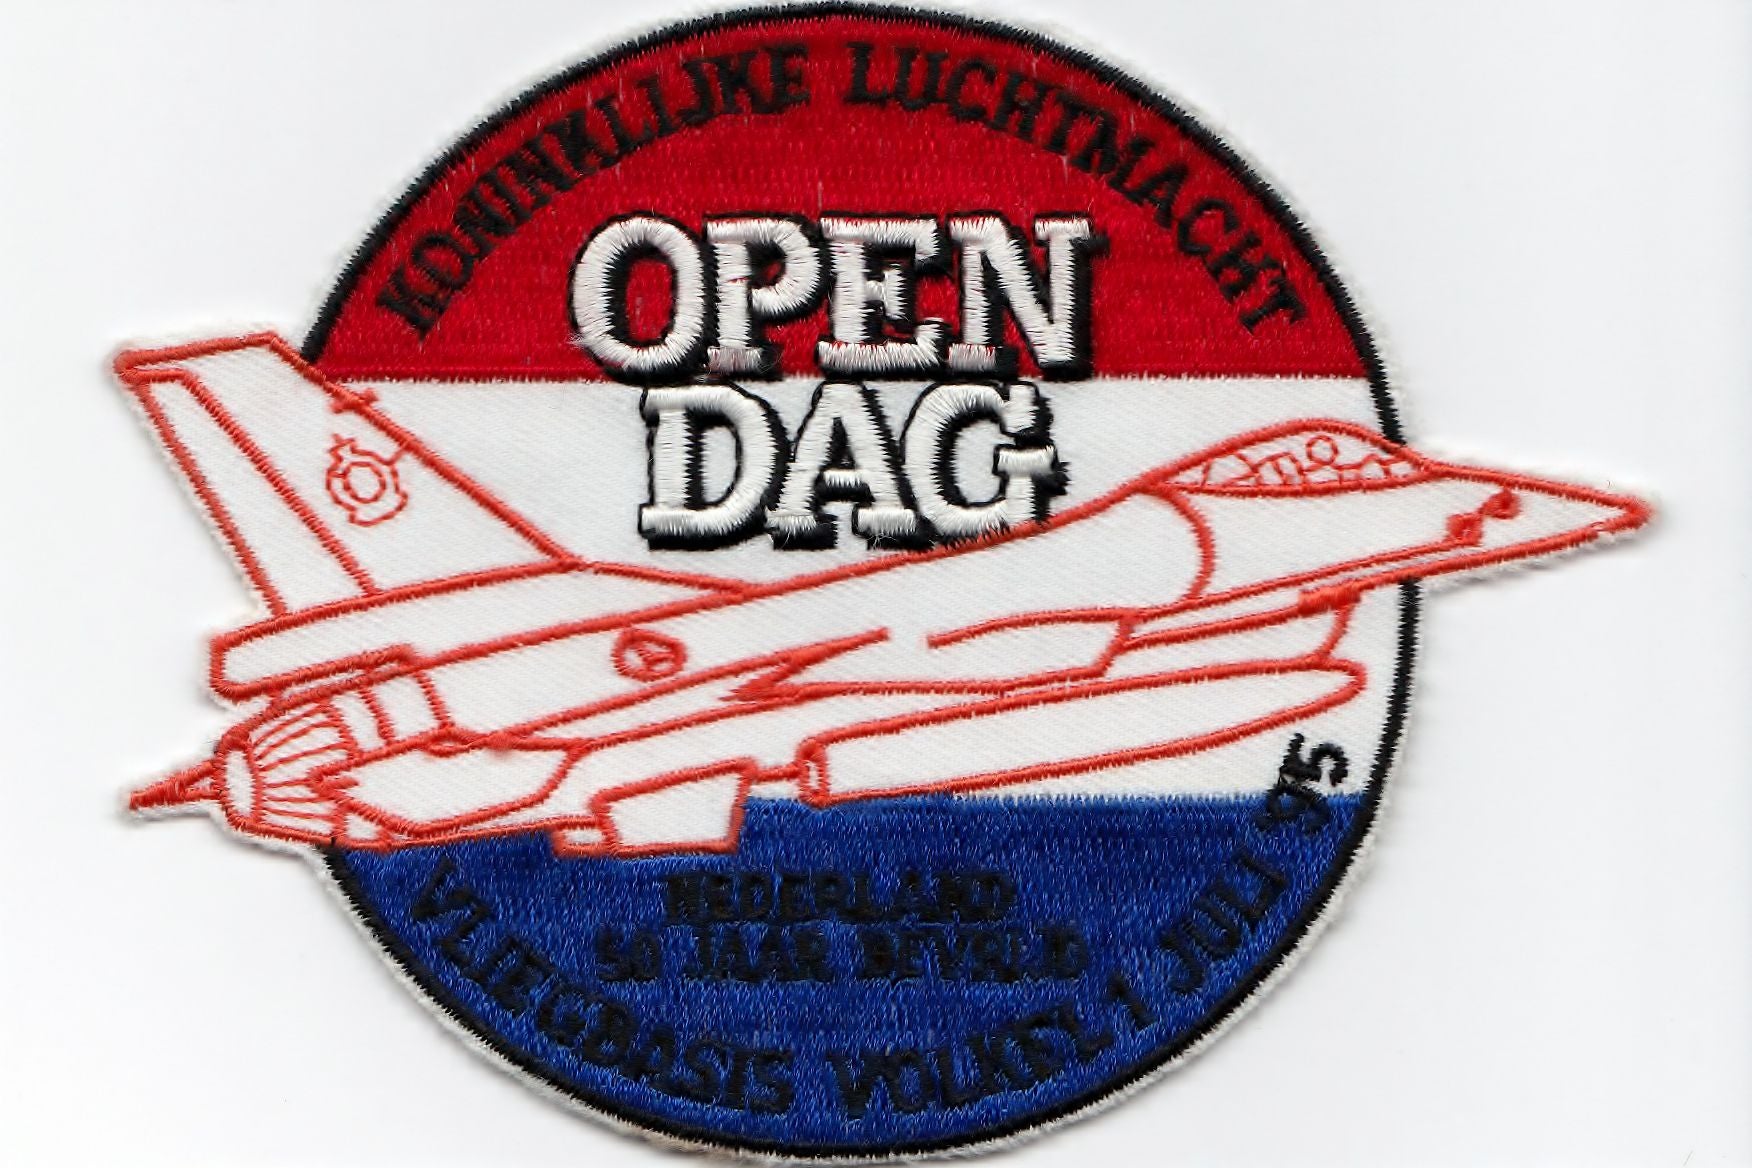 KONINKLIJKE LUCHTMACHT
OPEN
DAG
NEDERLAND
50 JAAR BEVRIJD
VLIEGBASIS VOLKEL 1 JULI 95